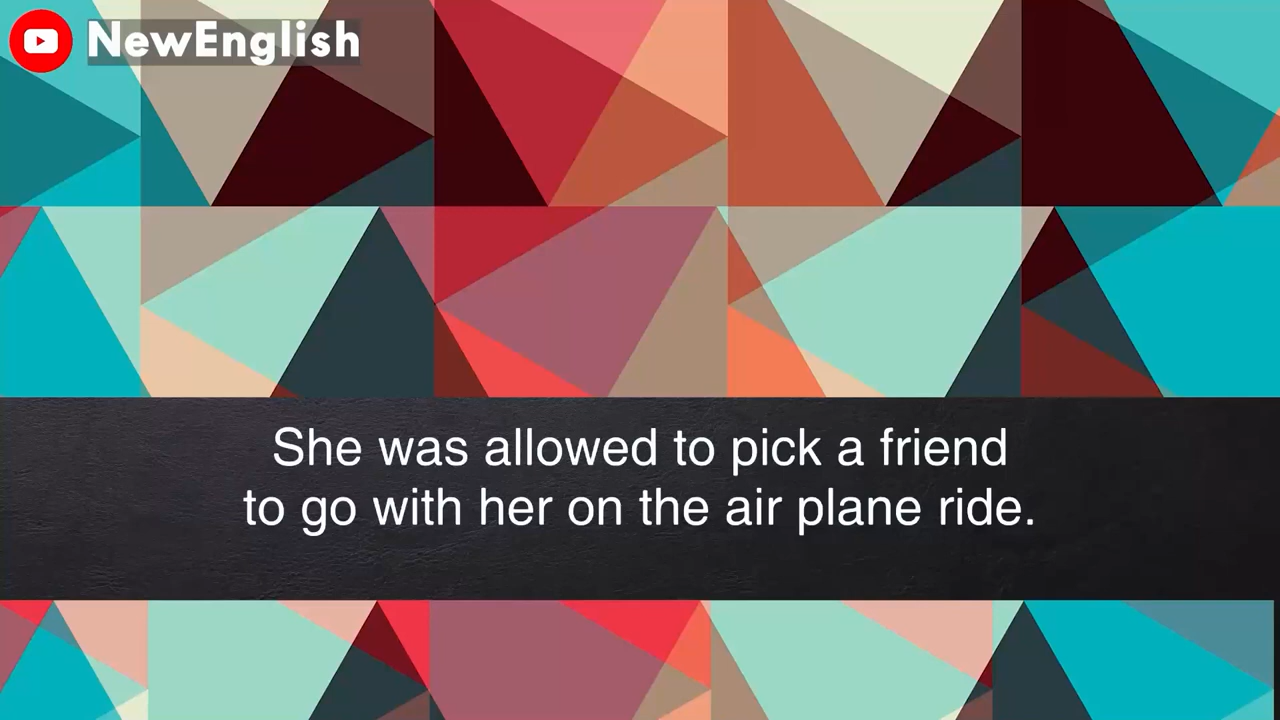 NewEnglish
She was allowed to pick a friend
to go with her on the air plane ride.